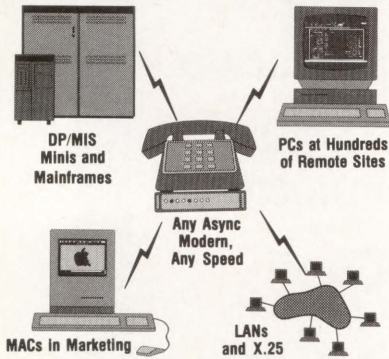 DP/MIS
Minis and
Mainframes
PCs at Hundreds
of Remote Sites
Any Async
Modern,
Any Speed
MACs in Marketing
LANs
and X.25